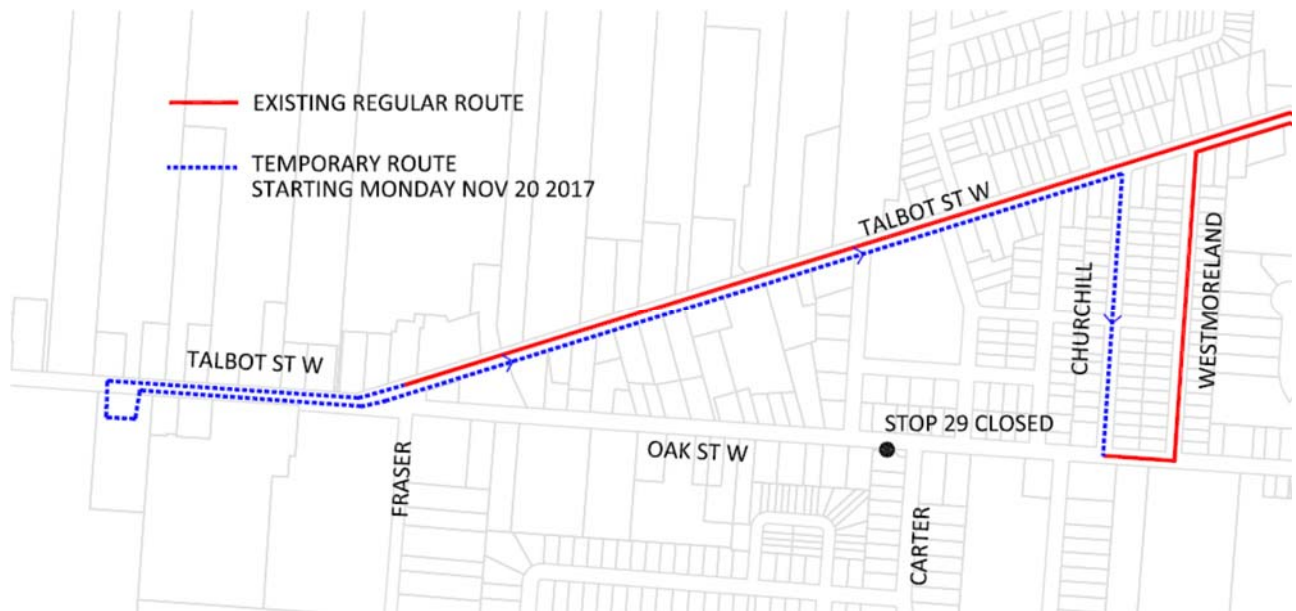 EXISTING REGULAR ROUTE
TEMPORARY ROUTE
STARTING MONDAY NOV 20 2017
TALBOT ST W
TALBOT ST W
CHURCHILL
WESTMORELAND
STOP 29 CLOSED
OAK ST W
FRASER
CARTER